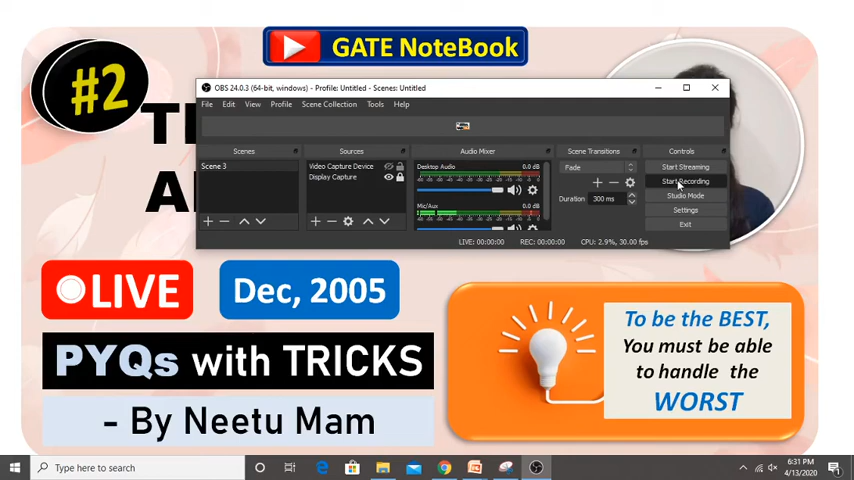 GATE NoteBook
#2
OBS 24.0.3 (64-bit, windows) - Profile: Untitled - Scenes: Untitled
File Edit View Profile Scene Collection Tools Help
Scenes Sources Audio Mixer Scene Transitions Controls
Scene 3
Video Capture Device
Display Capture
Desktop Audio 0.0 dB
Mic/Aux 0.0 dB
Fade
Duration 300 ms
Start Streaming
Start Recording
Studio Mode
Settings
Exit
LIVE: 00:00:00 REC: 00:00:00 CPU: 2.9%, 30.00 fps
LIVE
Dec, 2005
PYQs with TRICKS
- By Neetu Mam
To be the BEST,
You must be able
to handle the
WORST
Type here to search
6:31 PM
4/13/2020